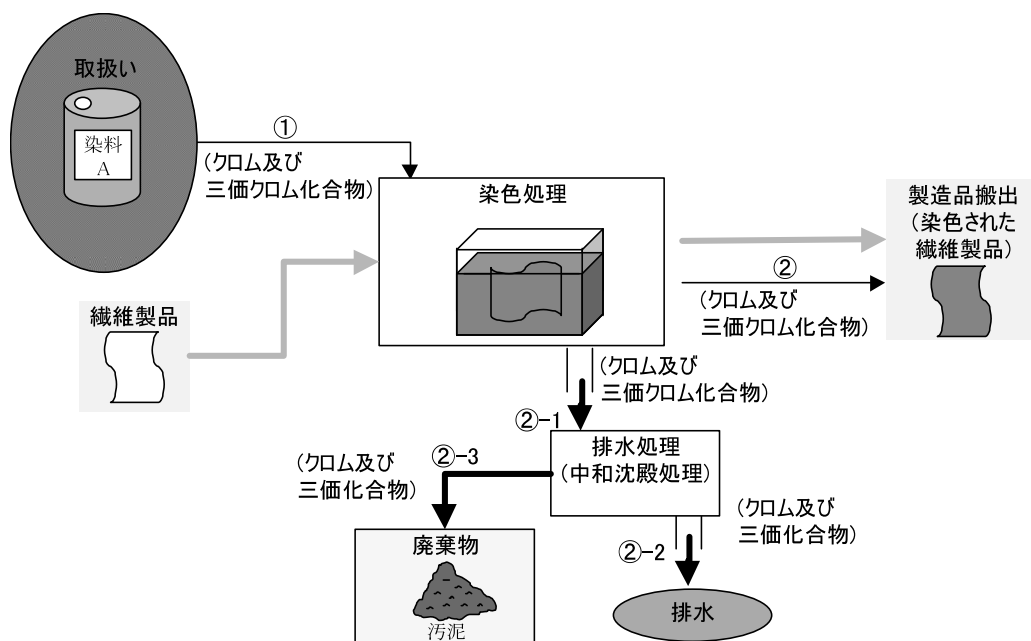 取扱い
染料
A
①
(クロム及び
三価クロム化合物)
染色処理
製造品搬出
(染色された
繊維製品)
②
(クロム及び
三価クロム化合物)
繊維製品
(クロム及び
三価クロム化合物)
②-1
排水処理
(中和沈殿処理)
②-3
(クロム及び
三価化合物)
(クロム及び
三価化合物)
②-2
廃棄物
汚泥
排水